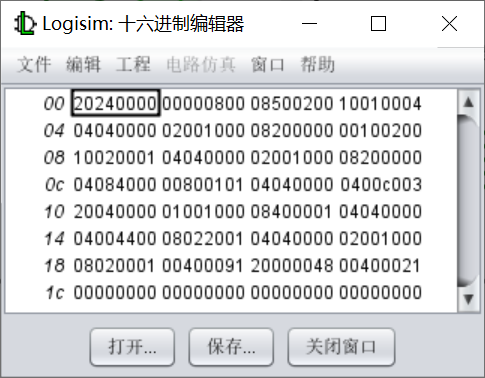 Logisim: 十六进制编辑器
文件 编辑 工程 电路仿真 窗口 帮助
00 20240000 00000800 08500200 10010004
04 04040000 02001000 08200000 00100200
08 10020001 04040000 02001000 08200000
0c 04084000 00800101 04040000 0400c003
10 20040000 01001000 08400001 04040000
14 04004400 08022001 04040000 02001000
18 08020001 00400091 20000048 00400021
1c 00000000 00000000 00000000 00000000
打开... 保存... 关闭窗口